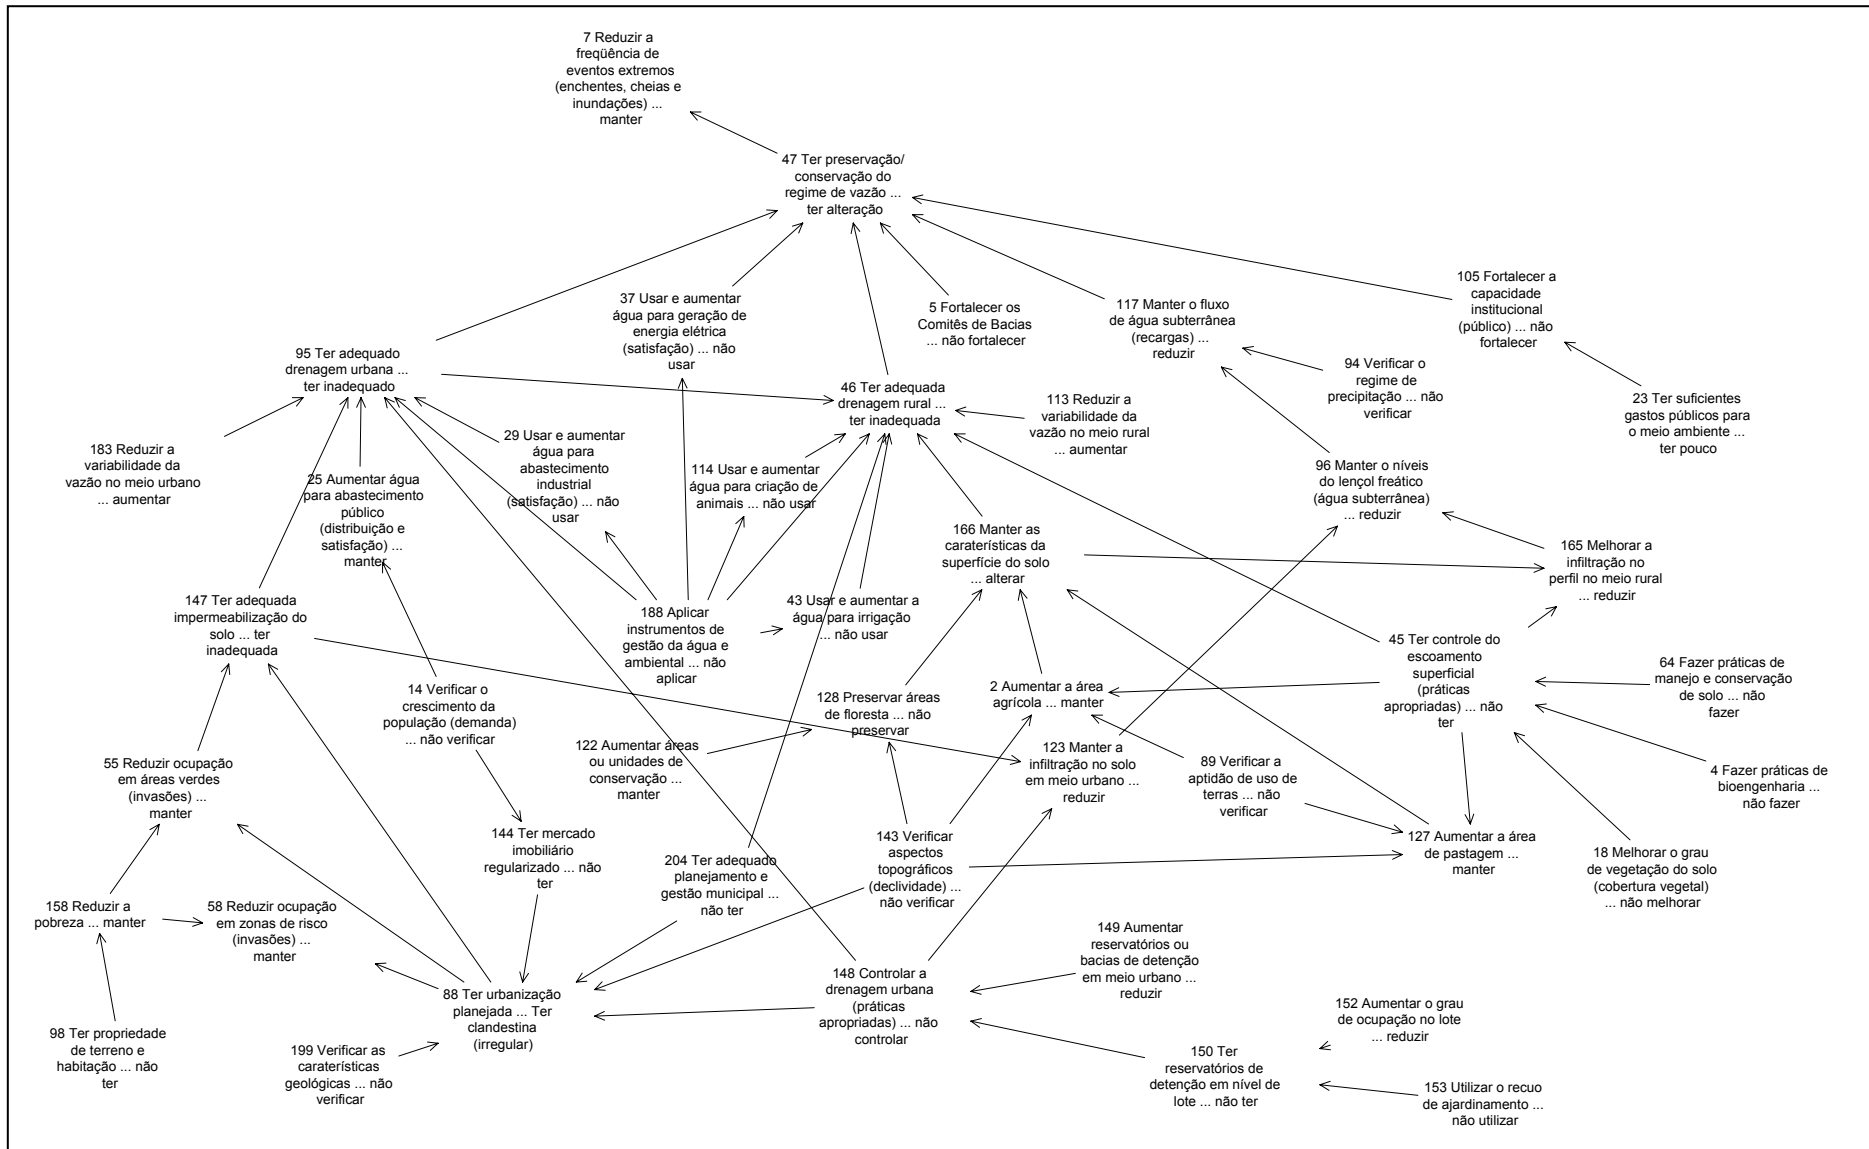 7 Reduzir a
freqüência de
eventos extremos
(enchentes, cheias e
inundações) ...
manter
47 Ter preservação/
conservação do
regime de vazão ...
ter alteração
105 Fortalecer a
capacidade
institucional
(público) ... não
fortalecer
37 Usar e aumentar
água para geração de
energia elétrica
(satisfação) ... não
usar
5 Fortalecer os
Comitês de Bacias
... não fortalecer
117 Manter o fluxo
de água subterrânea
(recargas) ...
reduzir
95 Ter adequado
drenagem urbana ...
ter inadequado
94 Verificar o
regime de
precipitação ... não
verificar
46 Ter adequada
drenagem rural ...
ter inadequada
113 Reduzir a
variabilidade da
vazão no meio rural
... aumentar
23 Ter suficientes
gastos públicos para
o meio ambiente ...
ter pouco
183 Reduzir a
variabilidade da
vazão no meio urbano
... aumentar
29 Usar e aumentar
água para
abastecimento
industrial
(satisfação) ... não
usar
25 Aumentar água
para abastecimento
público
(distribuição e
satisfação) ...
manter
114 Usar e aumentar
água para criação de
animais ... não usar
96 Manter o níveis
do lençol freático
(água subterrânea)
... reduzir
166 Manter as
caraterísticas da
superfície do solo
... alterar
165 Melhorar a
infiltração no
perfil no meio rural
... reduzir
147 Ter adequada
impermeabilização do
solo ... ter
inadequada
188 Aplicar
instrumentos de
gestão da água e
ambiental ... não
aplicar
43 Usar e aumentar a
água para irrigação
... não usar
45 Ter controle do
escoamento
superficial
(práticas
apropriadas) ... não
ter
64 Fazer práticas de
manejo e conservação
de solo ... não
fazer
14 Verificar o
crescimento da
população (demanda)
... não verificar
128 Preservar áreas
de floresta ... não
preservar
2 Aumentar a área
agrícola ... manter
122 Aumentar áreas
ou unidades de
conservação ...
manter
123 Manter a
infiltração no solo
em meio urbano ...
reduzir
89 Verificar a
aptidão de uso de
terras ... não
verificar
55 Reduzir ocupação
em áreas verdes
(invasões) ...
manter
4 Fazer práticas de
bioengenharia ...
não fazer
144 Ter mercado
imobiliário
regularizado ... não
ter
204 Ter adequado
planejamento e
gestão municipal ...
não ter
143 Verificar
aspectos
topográficos
(declividade) ...
não verificar
127 Aumentar a área
de pastagem ...
manter
18 Melhorar o grau
de vegetação do solo
(cobertura vegetal)
... não melhorar
158 Reduzir a
pobreza ... manter
58 Reduzir ocupação
em zonas de risco
(invasões) ...
manter
149 Aumentar
reservatórios ou
bacias de detenção
em meio urbano ...
reduzir
148 Controlar a
drenagem urbana
(práticas
apropriadas) ... não
controlar
88 Ter urbanização
planejada ... Ter
clandestina
(irregular)
152 Aumentar o grau
de ocupação no lote
... reduzir
98 Ter propriedade
de terreno e
habitação ... não
ter
199 Verificar as
caraterísticas
geológicas ... não
verificar
150 Ter
reservatórios de
detenção em nível de
lote ... não ter
153 Utilizar o recuo
de ajardinamento ...
não utilizar